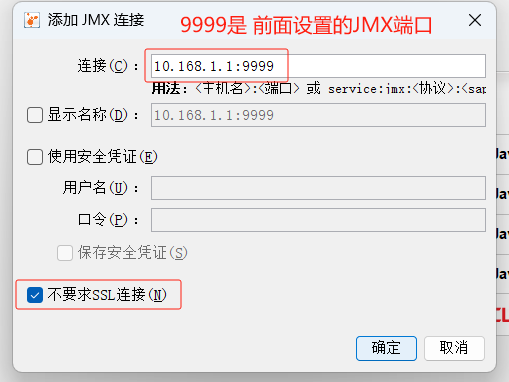 添加 JMX 连接
9999是 前面设置的JMX端口
连接(C)：
10.168.1.1:9999
用法：<主机名>:<端口> 或 service:jmx:<协议>:<sap
显示名称(D)：
10.168.1.1:9999
使用安全凭证(E)
用户名(U)：
口令(P)：
保存安全凭证(S)
不要求SSL连接(N)
确定
取消